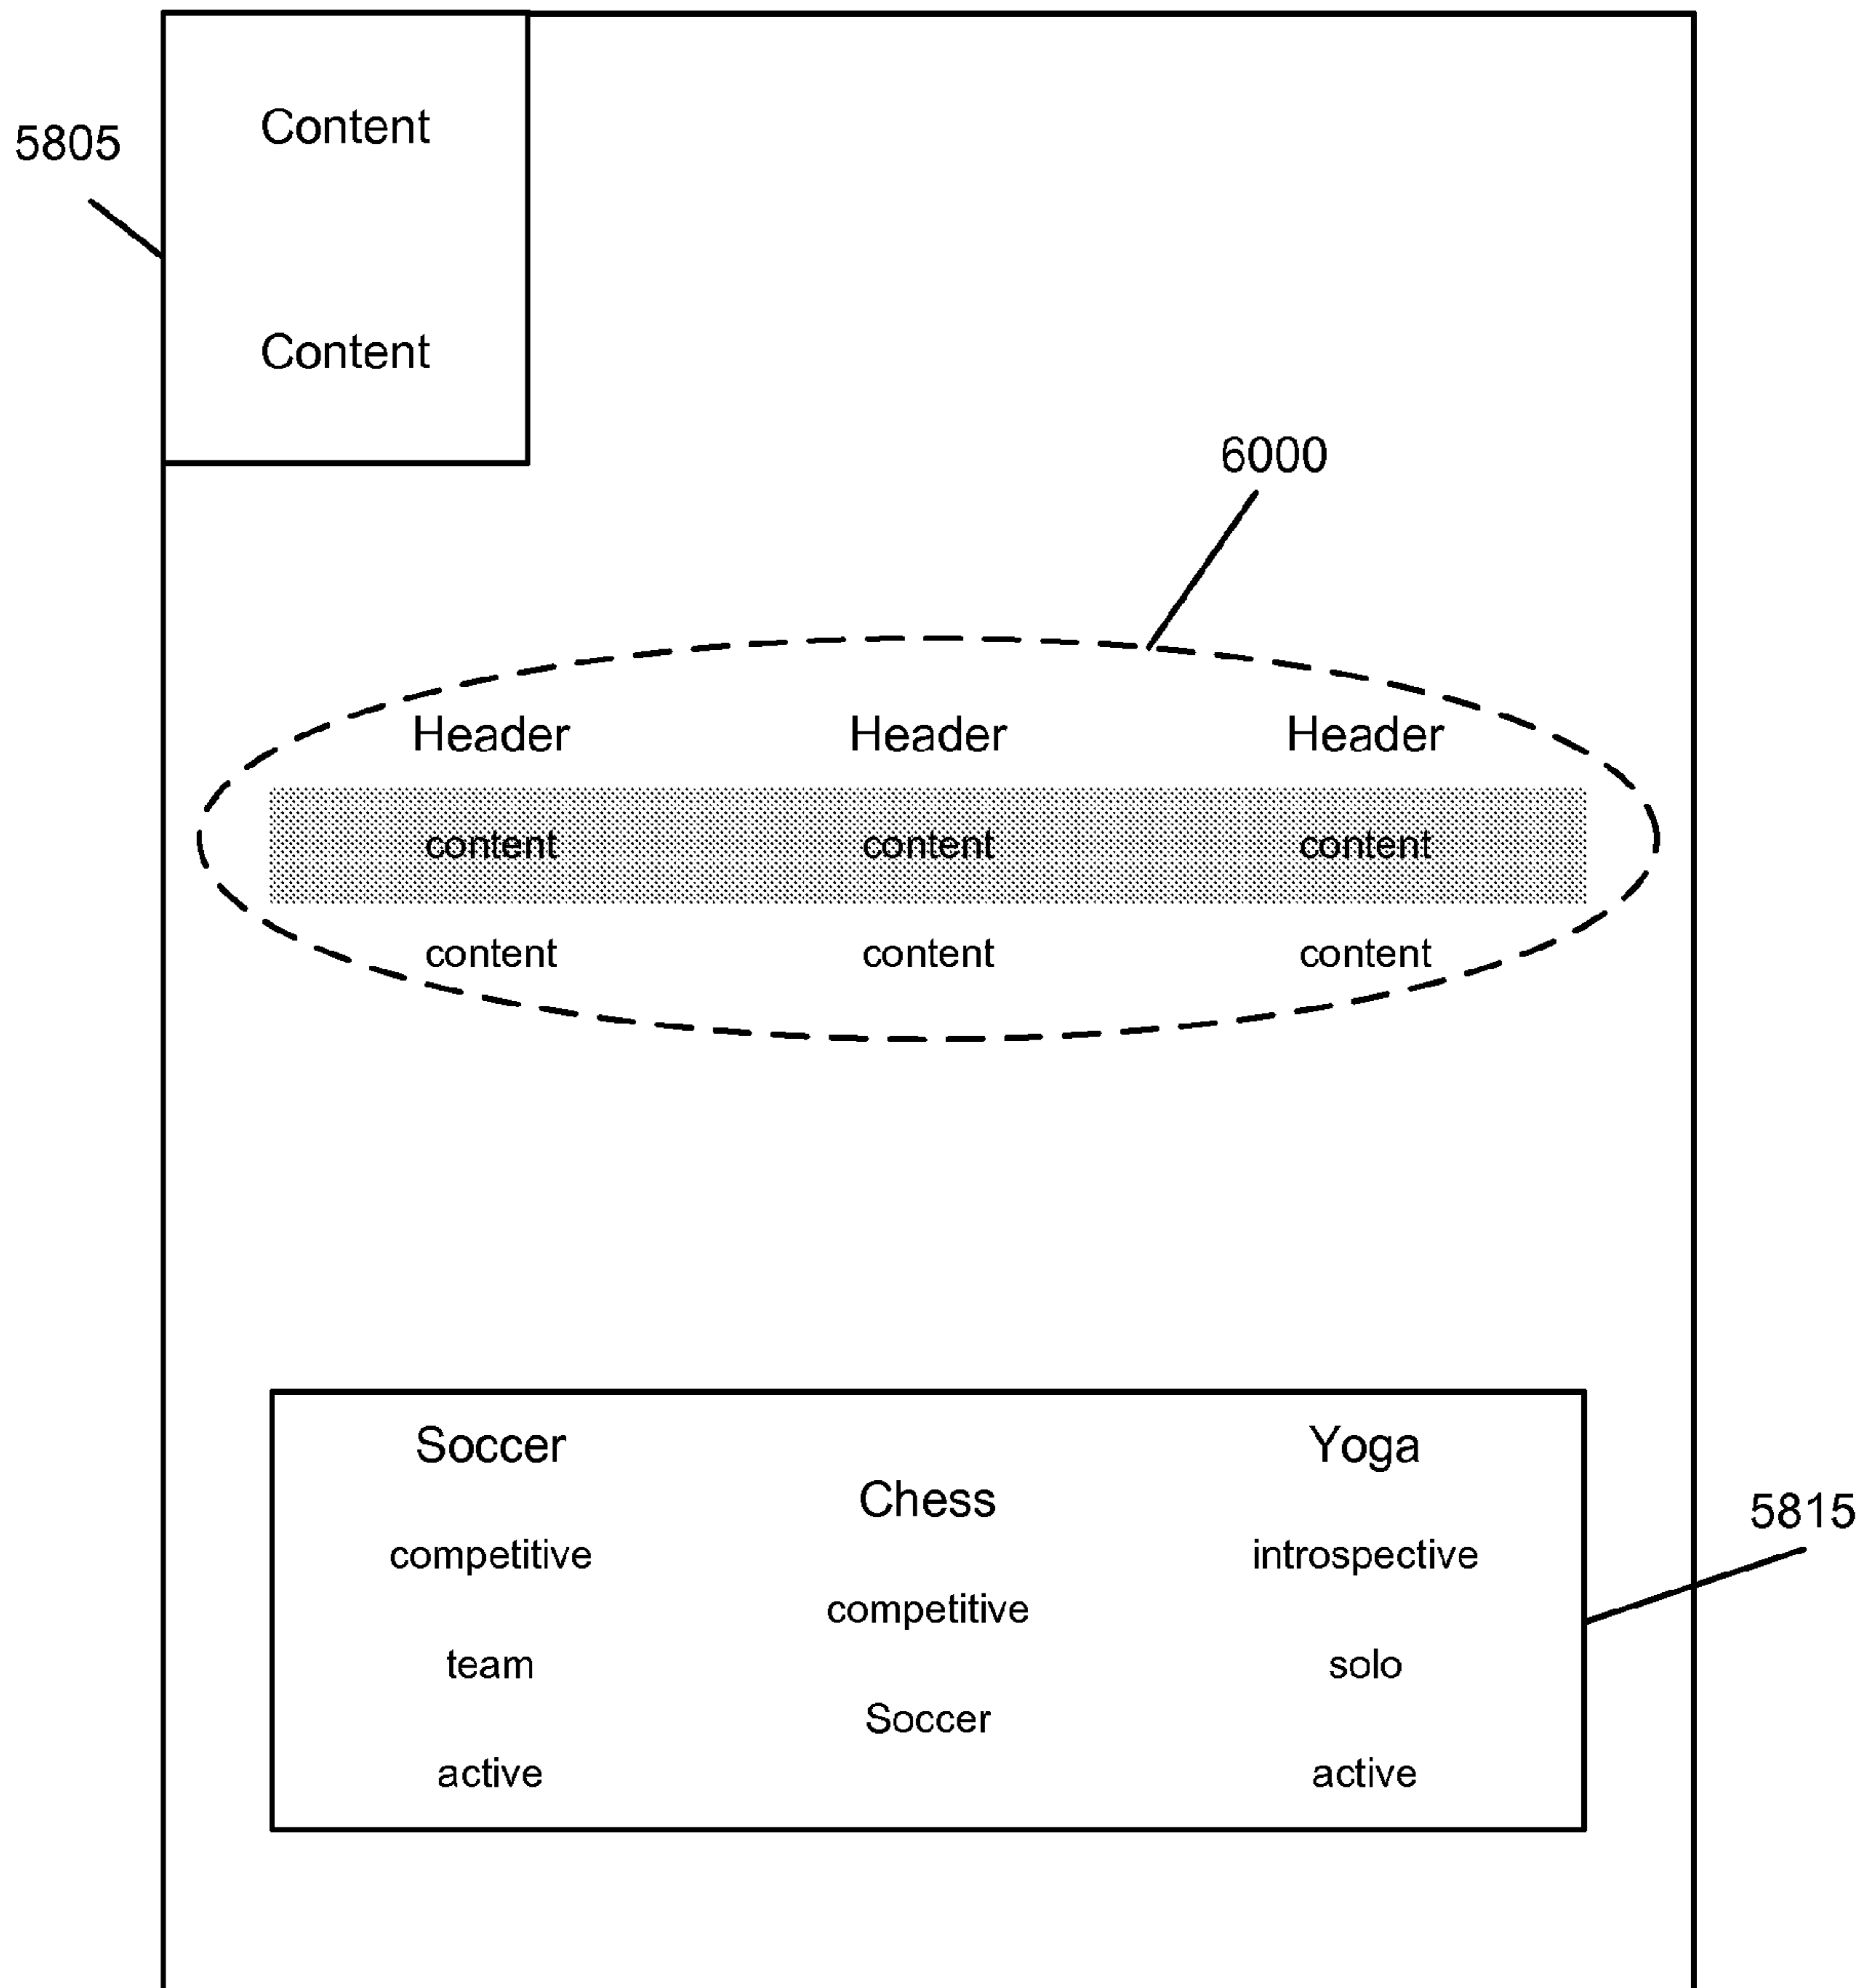 Content
5805
Content
6000
Header Header Header
content content content
content content content
Soccer Yoga
Chess
5815
competitive introspective
competitive
team solo
Soccer
active active